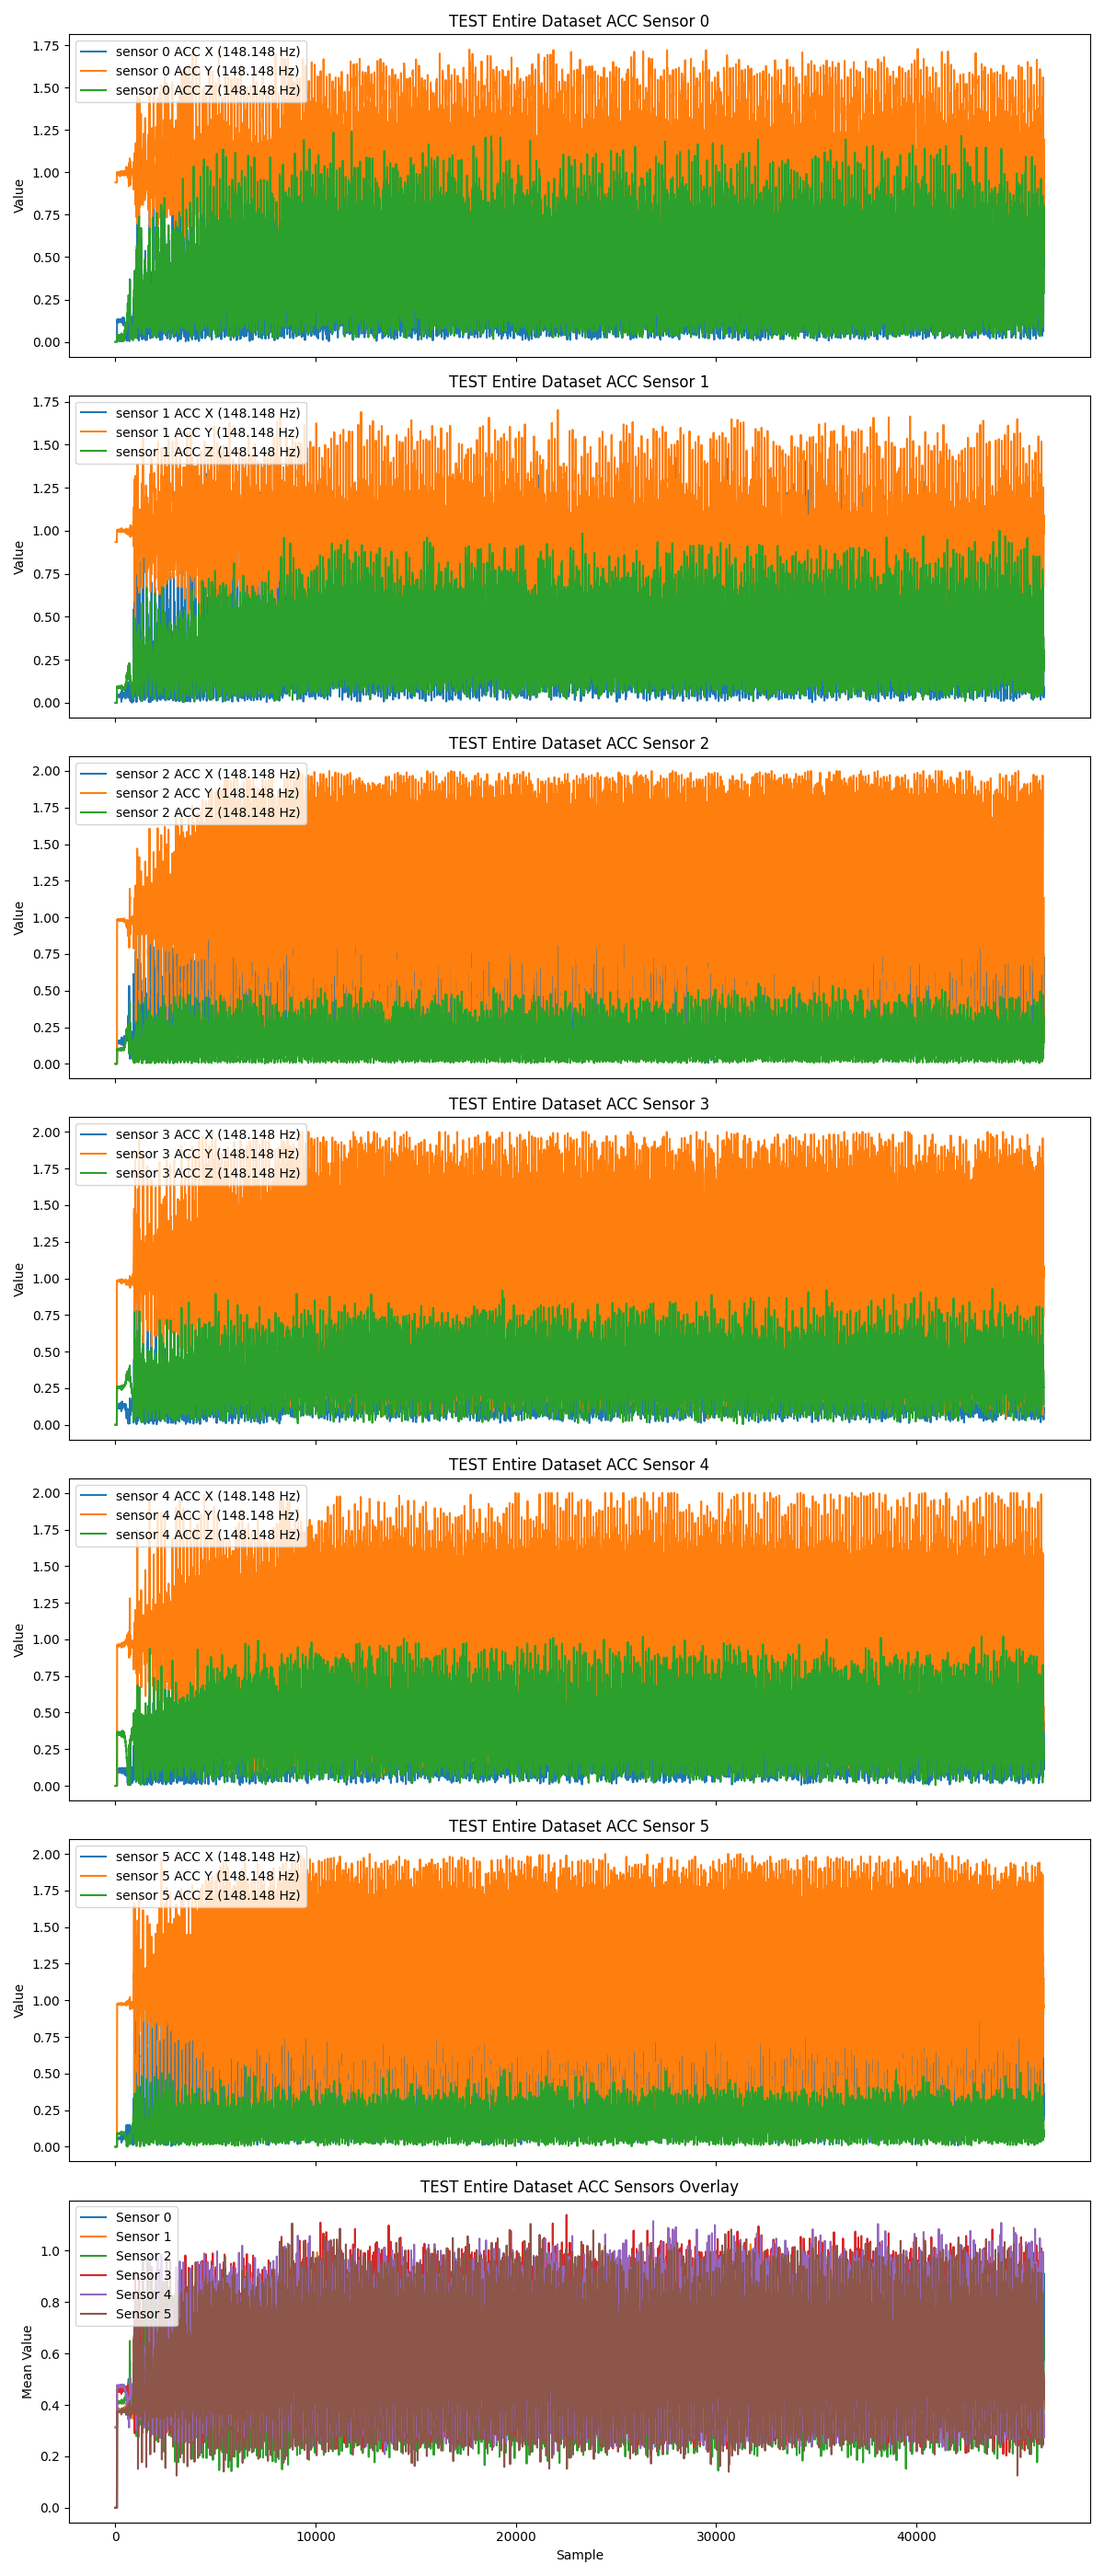 TEST Entire Dataset ACC Sensor 0
sensor 0 ACC X (148.148 Hz)
sensor 0 ACC Y (148.148 Hz)
sensor 0 ACC Z (148.148 Hz)
1.75
1.50
1.25
1.00
0.75
0.50
0.25
0.00
Value
TEST Entire Dataset ACC Sensor 1
sensor 1 ACC X (148.148 Hz)
sensor 1 ACC Y (148.148 Hz)
sensor 1 ACC Z (148.148 Hz)
1.75
1.50
1.25
1.00
0.75
0.50
0.25
0.00
Value
TEST Entire Dataset ACC Sensor 2
sensor 2 ACC X (148.148 Hz)
sensor 2 ACC Y (148.148 Hz)
sensor 2 ACC Z (148.148 Hz)
2.00
1.75
1.50
1.25
1.00
0.75
0.50
0.25
0.00
Value
TEST Entire Dataset ACC Sensor 3
sensor 3 ACC X (148.148 Hz)
sensor 3 ACC Y (148.148 Hz)
sensor 3 ACC Z (148.148 Hz)
2.00
1.75
1.50
1.25
1.00
0.75
0.50
0.25
0.00
Value
TEST Entire Dataset ACC Sensor 4
sensor 4 ACC X (148.148 Hz)
sensor 4 ACC Y (148.148 Hz)
sensor 4 ACC Z (148.148 Hz)
2.00
1.75
1.50
1.25
1.00
0.75
0.50
0.25
0.00
Value
TEST Entire Dataset ACC Sensor 5
sensor 5 ACC X (148.148 Hz)
sensor 5 ACC Y (148.148 Hz)
sensor 5 ACC Z (148.148 Hz)
2.00
1.75
1.50
1.25
1.00
0.75
0.50
0.25
0.00
Value
TEST Entire Dataset ACC Sensors Overlay
Sensor 0
Sensor 1
Sensor 2
Sensor 3
Sensor 4
Sensor 5
1.0
0.8
0.6
0.4
0.2
0.0
Mean Value
0 10000 20000 30000 40000
Sample